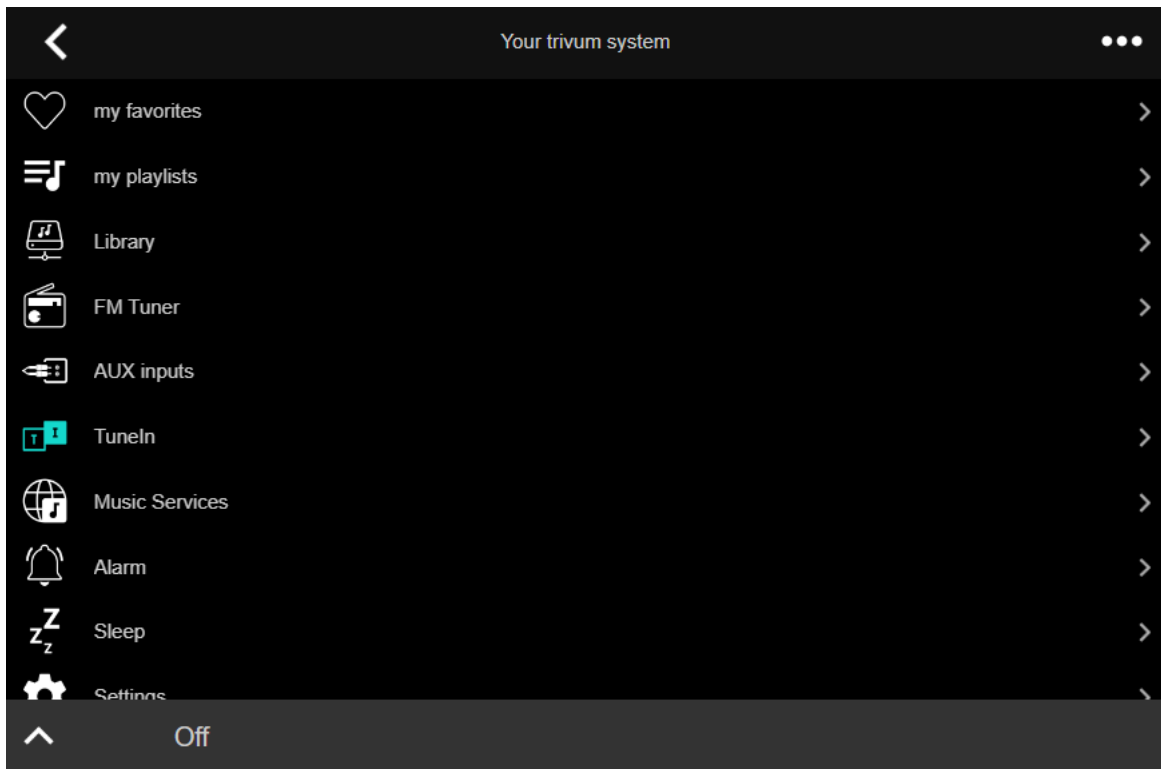 Your trivum system
my favorites
my playlists
Library
FM Tuner
AUX inputs
T I
TuneIn
Music Services
Alarm
Z Z z
Sleep
Settings
Off